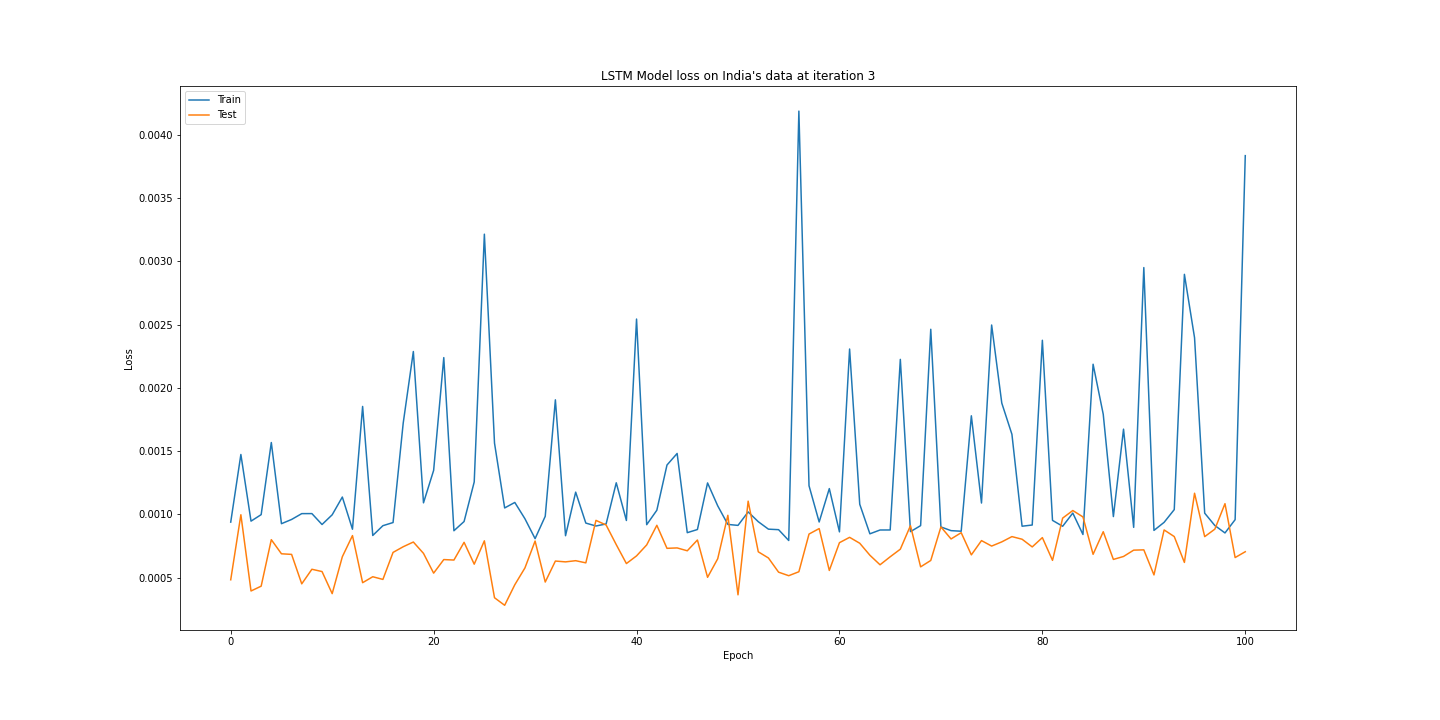 LSTM Model loss on India's data at iteration 3
Train
Test
0.0040
0.0035
0.0030
0.0025
0.0020
0.0015
0.0010
0.0005
Loss
0 20 40 60 80 100
Epoch